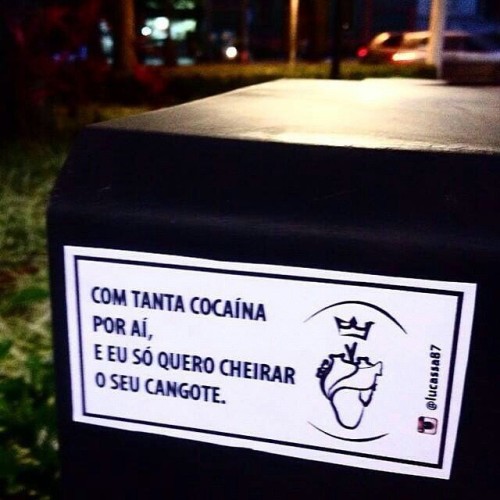 COM TANTA COCAÍNA
POR AÍ,
E EU SÓ QUERO CHEIRAR
O SEU CANGOTE.
@lucassa87